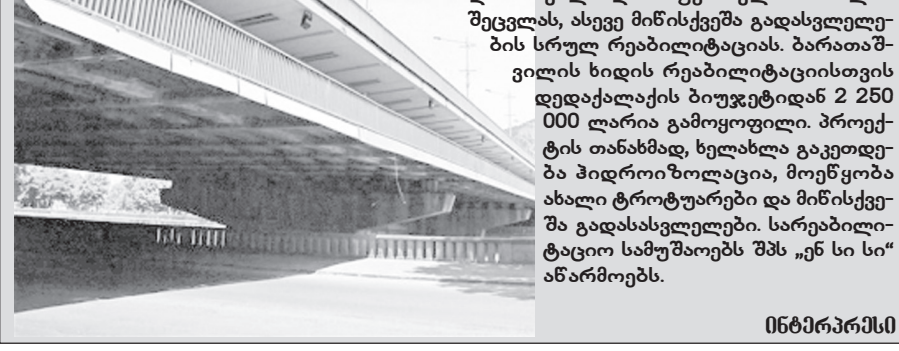 შეცვლას, ასევე მიწისქვეშა გადასვლელე-
ბის სრულ რეაბილიტაციას. ბარათაშ-
ვილის ხიდის რეაბილიტაციისთვის
დედაქალაქის ბიუჯეტიდან 2 250
000 ლარია გამოყოფილი. პროექ-
ტის თანახმად, ხელახლა გაკეთდე-
ბა ჰიდროიზოლაცია, მოეწყობა
ახალი ტროტუარები და მიწისქვე-
შა გადასასვლელები. სარეაბილი-
ტაციო სამუშაოებს შპს „ენ სი სი“
აწარმოებს.
ინტერპრესი